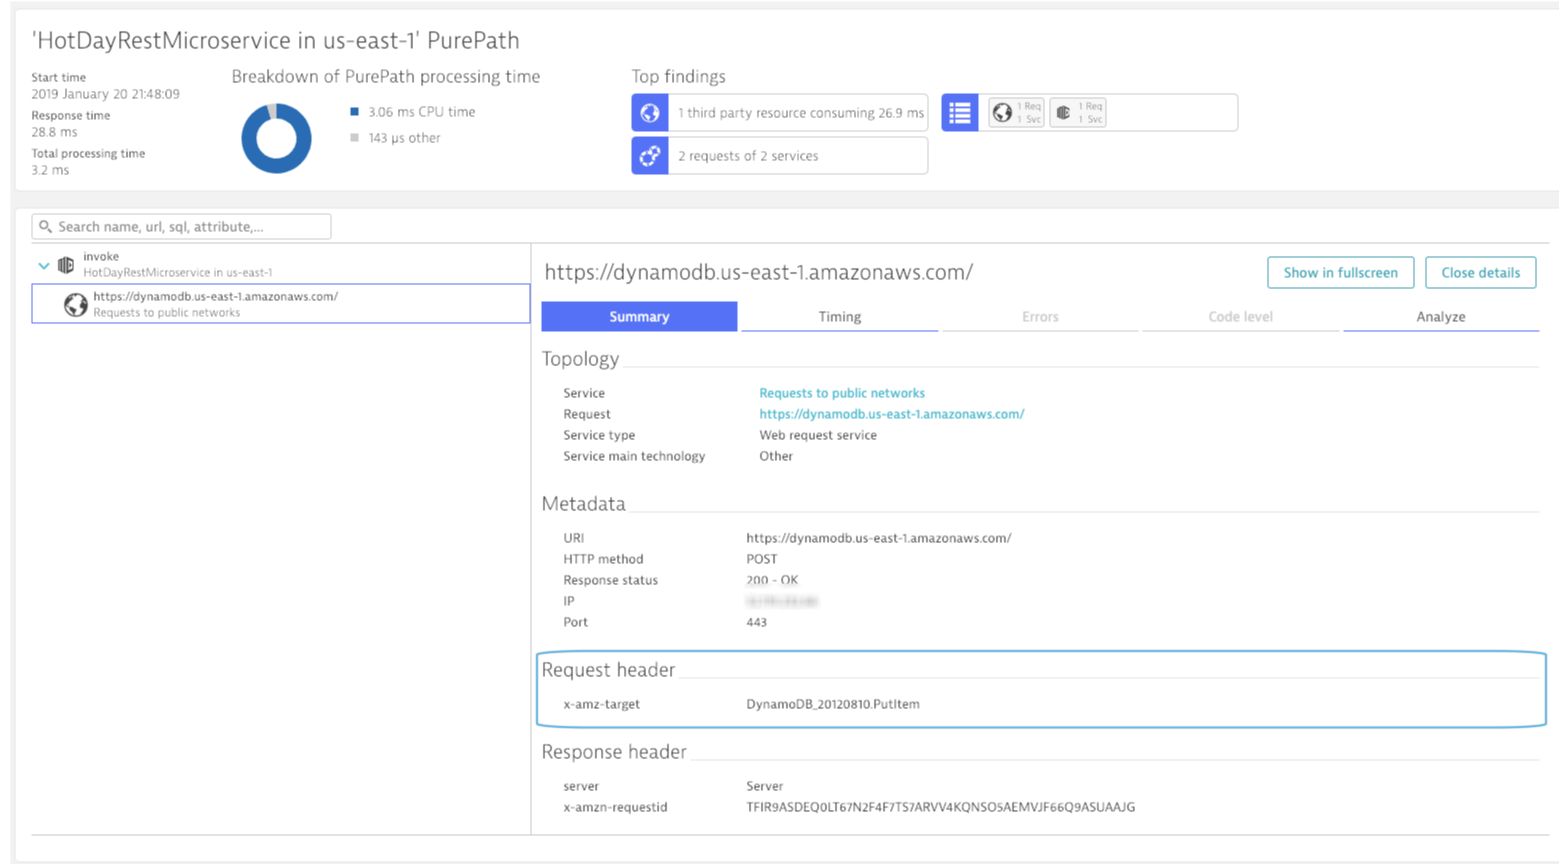 'HotDayRestMicroservice in us-east-1' PurePath
Start time
2019 January 20 21:48:09
Response time
28.8 ms
Total processing time
3.2 ms
Breakdown of PurePath processing time
3.06 ms CPU time
143 µs other
Top findings
1 third party resource consuming 26.9 ms
2 requests of 2 services
1 Req
1 Svc
1 Req
1 Svc
Search name, url, sql, attribute,...
invoke
HotDayRestMicroservice in us-east-1
https://dynamodb.us-east-1.amazonaws.com/
Requests to public networks
https://dynamodb.us-east-1.amazonaws.com/
Show in fullscreen
Close details
Summary
Timing
Errors
Code level
Analyze
Topology
Service Requests to public networks
Request https://dynamodb.us-east-1.amazonaws.com/
Service type Web request service
Service main technology Other
Metadata
URI https://dynamodb.us-east-1.amazonaws.com/
HTTP method POST
Response status 200 - OK
IP
Port 443
Request header
x-amz-target DynamoDB_20120810.PutItem
Response header
server Server
x-amzn-requestid TFIR9ASDEQ0LT67N2F4F7TS7ARVV4KQNSO5AEMVJF66Q9ASUAAJG